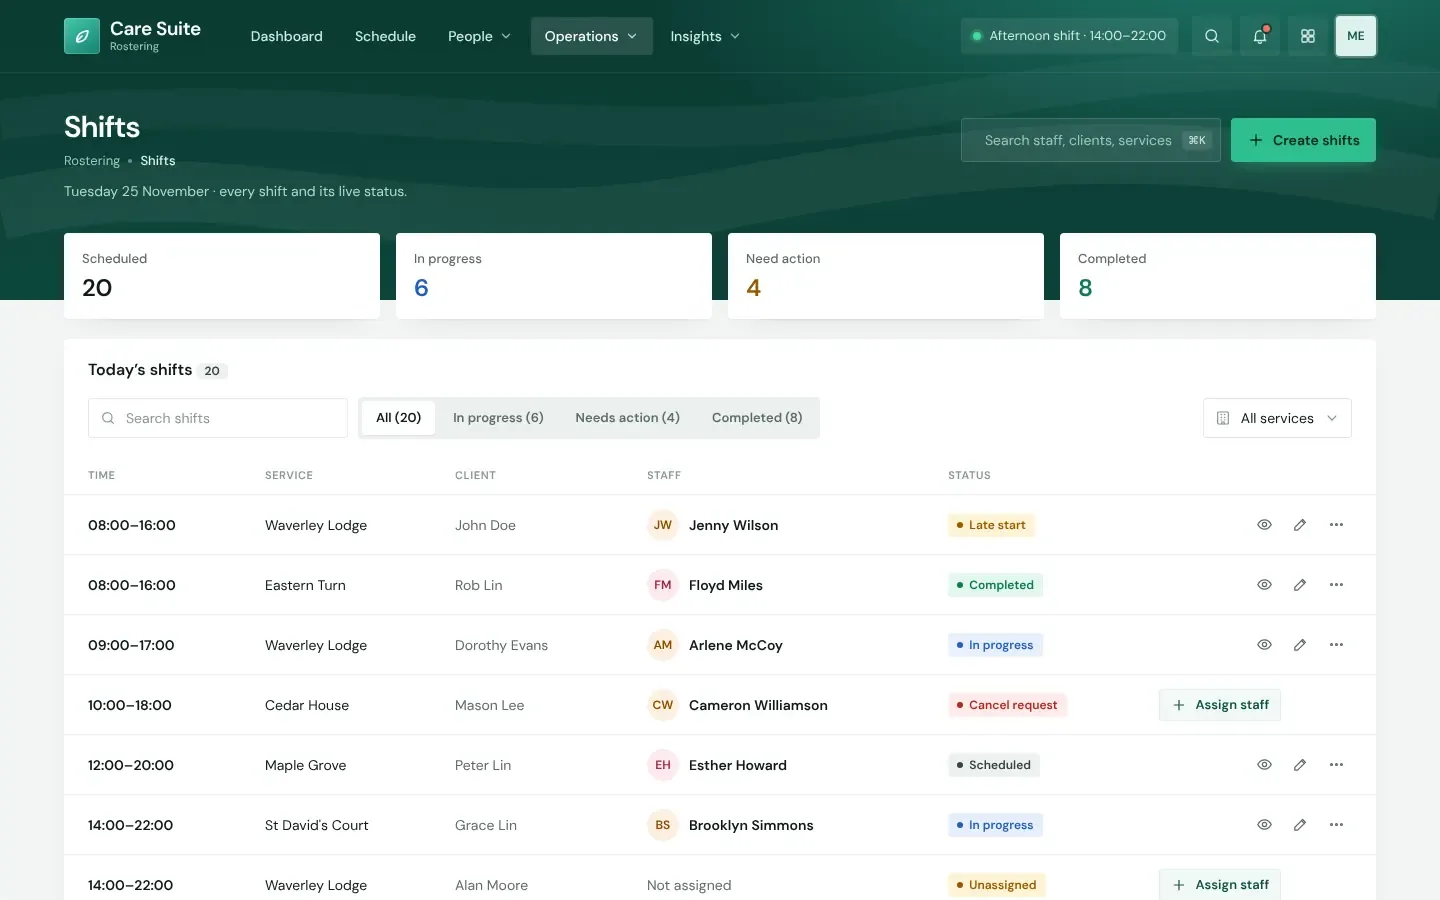 Care Suite
Rostering
Dashboard
Schedule
People
Operations
Insights
Afternoon shift · 14:00–22:00
ME
Shifts
Rostering • Shifts
Tuesday 25 November · every shift and its live status.
Search staff, clients, services ⌘K
+ Create shifts
Scheduled
20
In progress
6
Need action
4
Completed
8
Today’s shifts 20
Search shifts
All (20)
In progress (6)
Needs action (4)
Completed (8)
All services
TIME SERVICE CLIENT STAFF STATUS
08:00–16:00 Waverley Lodge John Doe JW Jenny Wilson Late start
08:00–16:00 Eastern Turn Rob Lin FM Floyd Miles Completed
09:00–17:00 Waverley Lodge Dorothy Evans AM Arlene McCoy In progress
10:00–18:00 Cedar House Mason Lee CW Cameron Williamson Cancel request + Assign staff
12:00–20:00 Maple Grove Peter Lin EH Esther Howard Scheduled
14:00–22:00 St David's Court Grace Lin BS Brooklyn Simmons In progress
14:00–22:00 Waverley Lodge Alan Moore Not assigned Unassigned + Assign staff